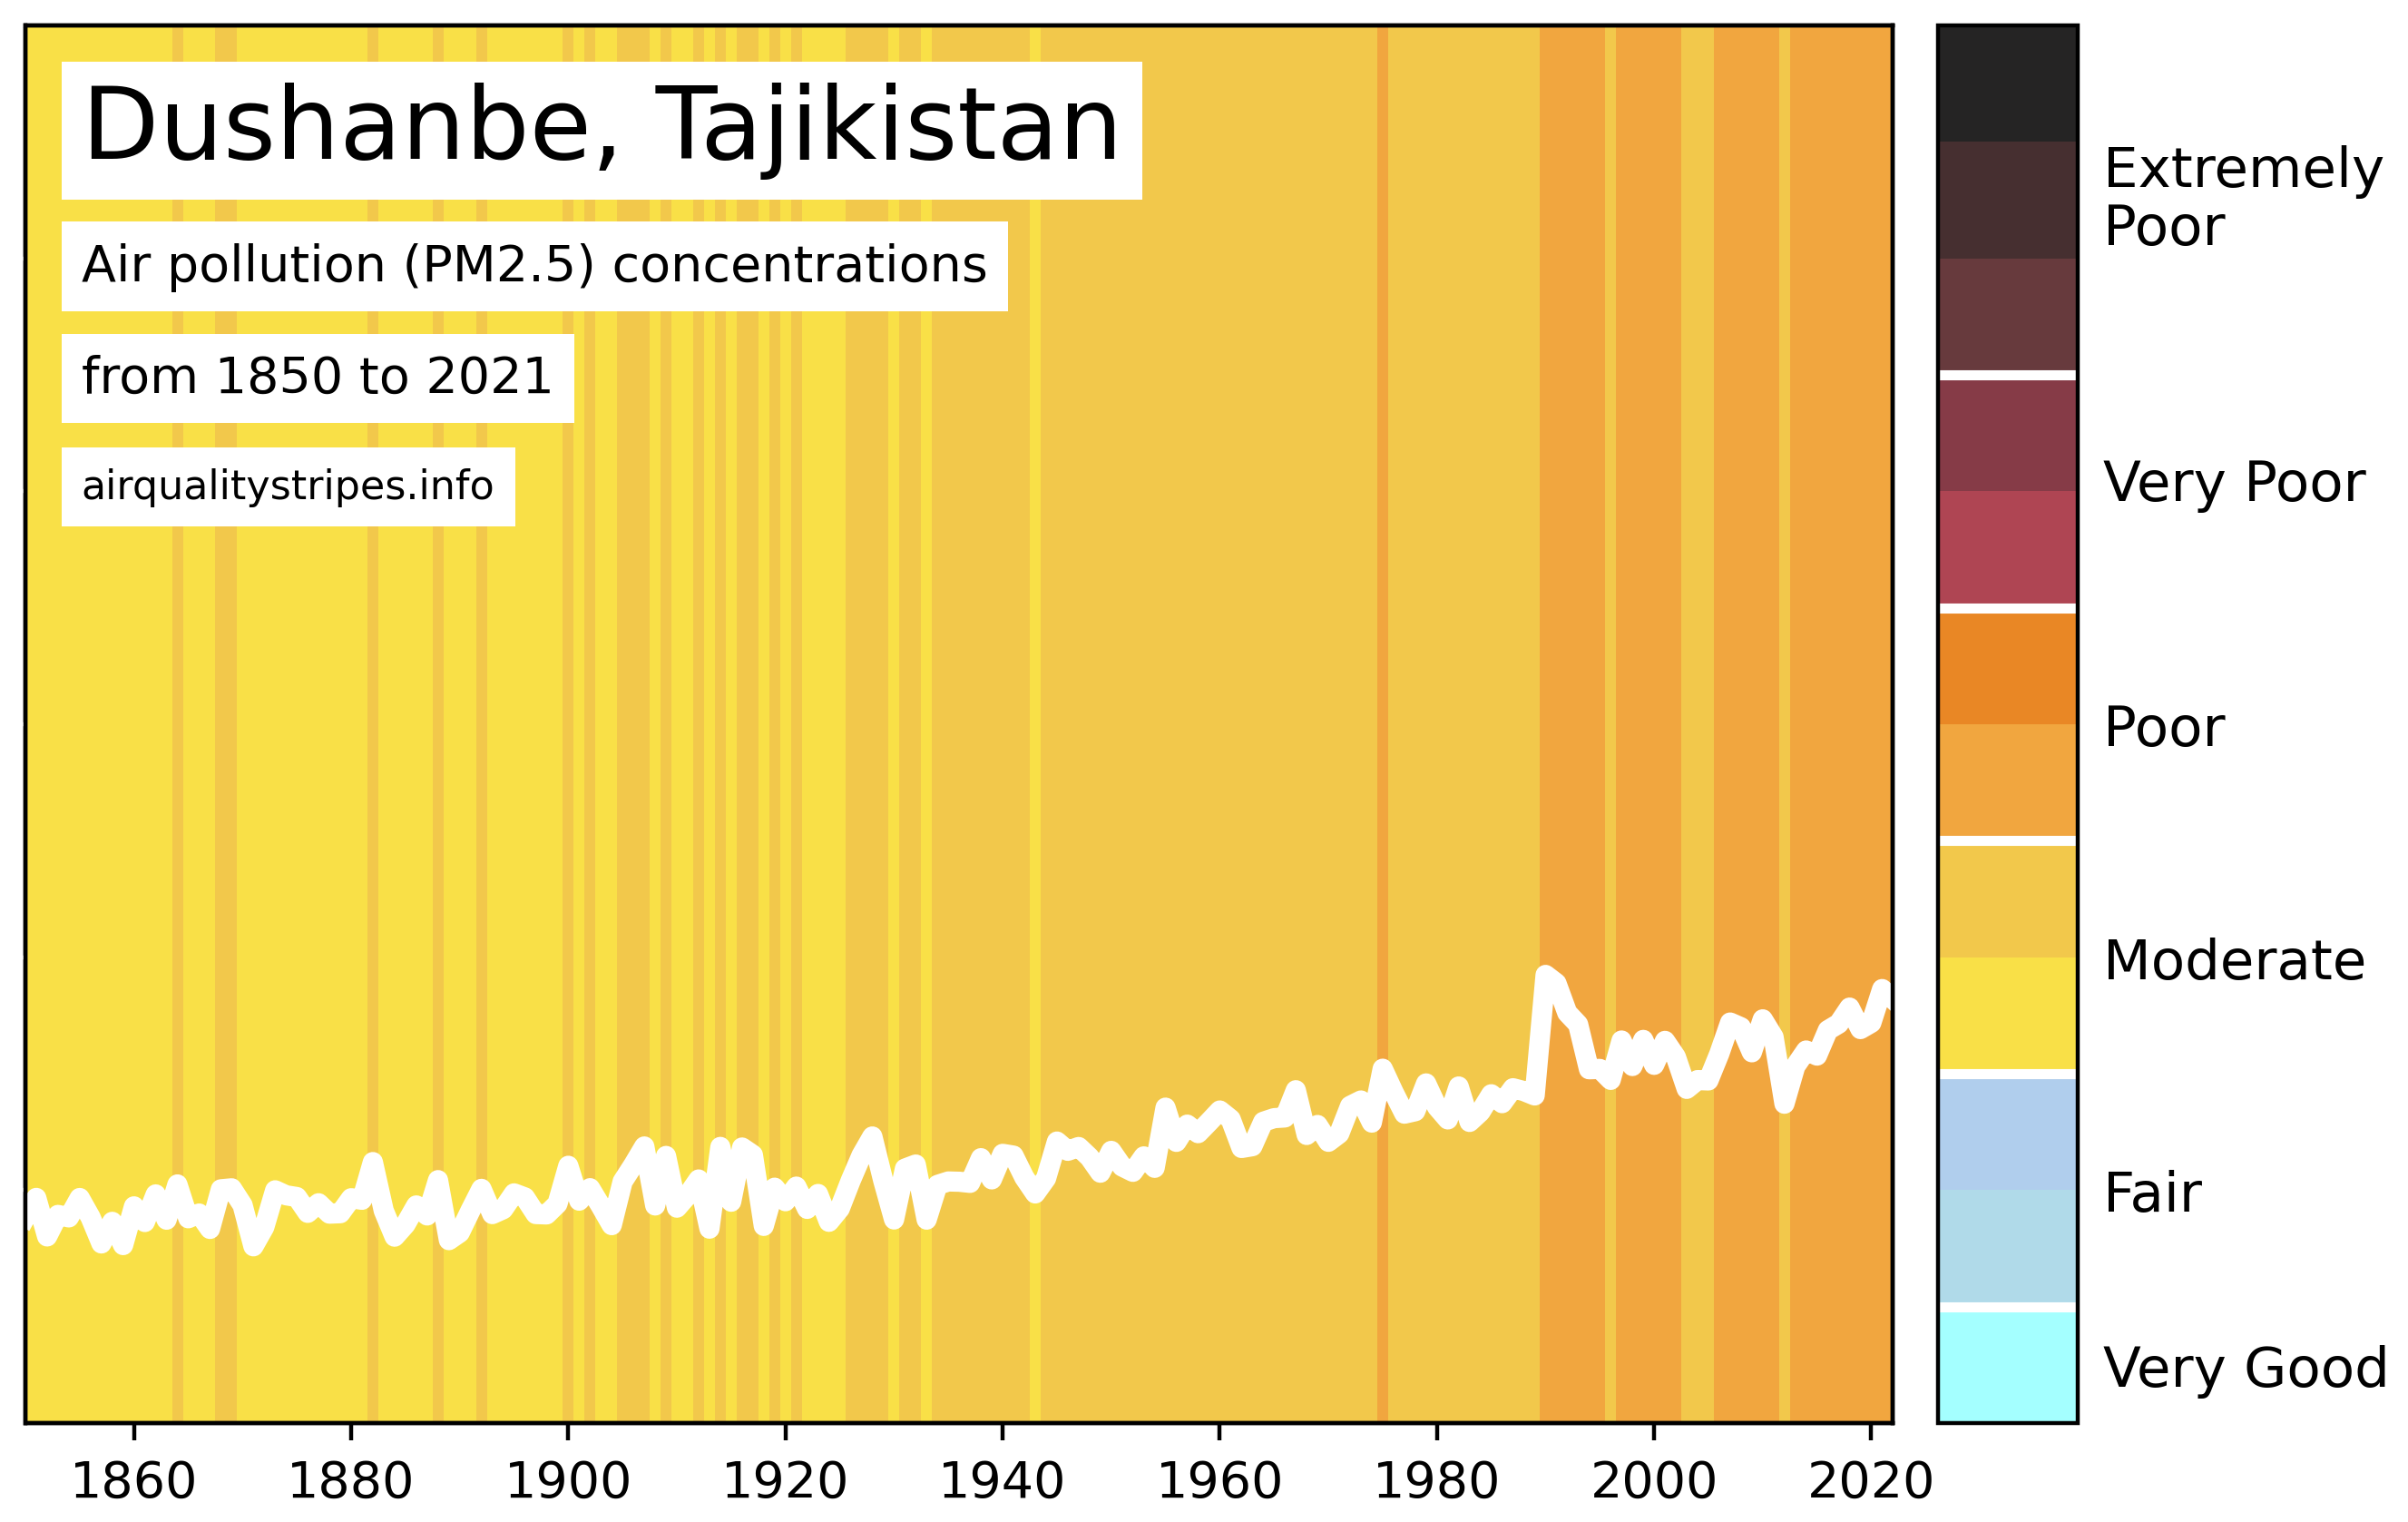 Dushanbe, Tajikistan
Air pollution (PM2.5) concentrations
from 1850 to 2021
airqualitystripes.info
Extremely
Poor
Very Poor
Poor
Moderate
Fair
Very Good
1860 1880 1900 1920 1940 1960 1980 2000 2020